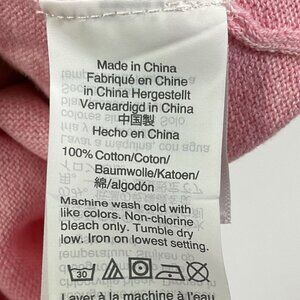 Made in China
Fabriqué en Chine
in China Hergestellt
Vervaardigd in China
中国製
Hecho en China
100% Cotton/Coton/
Baumwolle/Katoen/
綿/algodón
Machine wash cold with
like colors. Non-chlorine
bleach only. Tumble dry
low. Iron on lowest setting.
30
Laver à la machine à l'eau